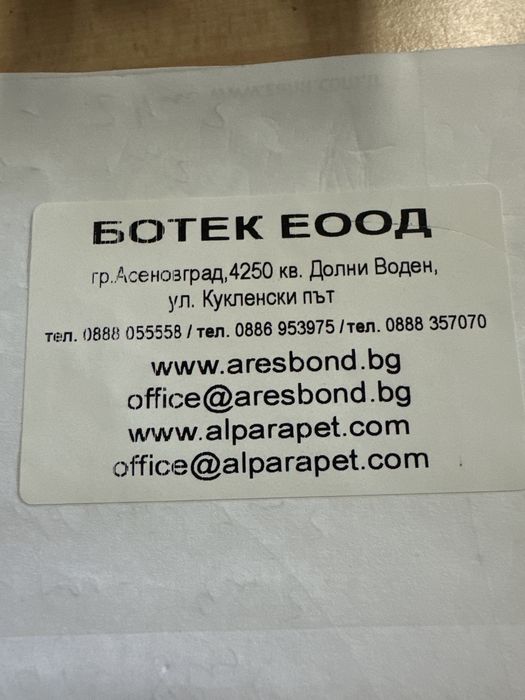 БОТЕК ЕООД
гр.Асеновград,4250 кв. Долни Воден,
ул. Кукленски път
тел. 0888 055558 / тел. 0886 953975 /тел. 0888 357070
www.aresbond.bg
office@aresbond.bg
www.alparapet.com
office@alparapet.com